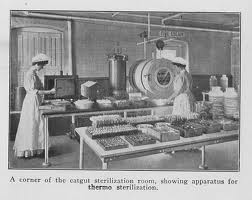 A corner of the catgut sterilization room, showing apparatus for
thermo sterilization.